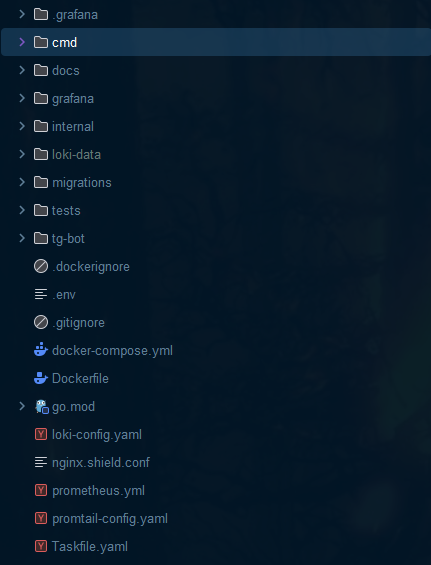 .grafana
cmd
docs
grafana
internal
loki-data
migrations
tests
tg-bot
.dockerignore
.env
.gitignore
docker-compose.yml
Dockerfile
go.mod
loki-config.yaml
nginx.shield.conf
prometheus.yml
promtail-config.yaml
Taskfile.yaml